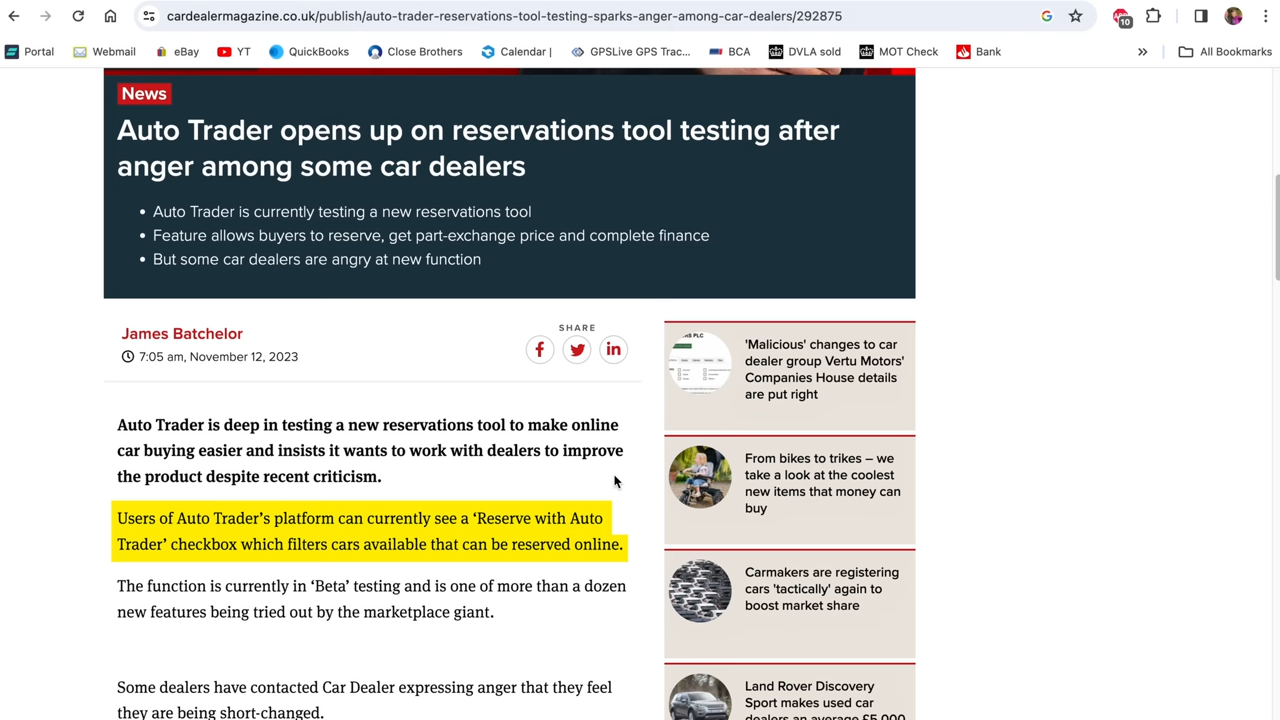 cardealermagazine.co.uk/publish/auto-trader-reservations-tool-testing-sparks-anger-among-car-dealers/292875
10
Portal
Webmail
eBay
YT
QuickBooks
Close Brothers
Calendar |
GPSLive GPS Trac...
BCA
DVLA sold
MOT Check
Bank
All Bookmarks
News
Auto Trader opens up on reservations tool testing after
anger among some car dealers
• Auto Trader is currently testing a new reservations tool
• Feature allows buyers to reserve, get part-exchange price and complete finance
• But some car dealers are angry at new function
James Batchelor
7:05 am, November 12, 2023
SHARE
Auto Trader is deep in testing a new reservations tool to make online
car buying easier and insists it wants to work with dealers to improve
the product despite recent criticism.
Users of Auto Trader’s platform can currently see a ‘Reserve with Auto
Trader’ checkbox which filters cars available that can be reserved online.
The function is currently in ‘Beta’ testing and is one of more than a dozen
new features being tried out by the marketplace giant.
Some dealers have contacted Car Dealer expressing anger that they feel
they are being short-changed.
'Malicious' changes to car
dealer group Vertu Motors'
Companies House details
are put right
From bikes to trikes – we
take a look at the coolest
new items that money can
buy
Carmakers are registering
cars 'tactically' again to
boost market share
Land Rover Discovery
Sport makes used car
dealers an average £5,000